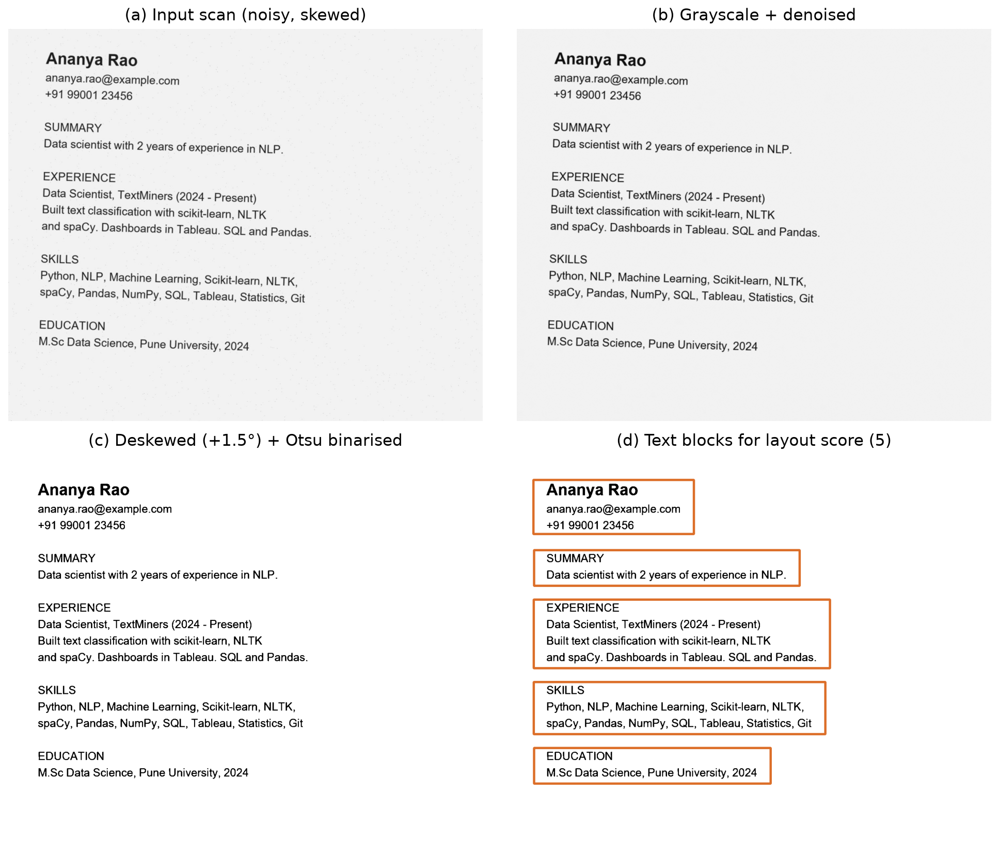 (a) Input scan (noisy, skewed)
Ananya Rao
ananya.rao@example.com
+91 99001 23456
SUMMARY
Data scientist with 2 years of experience in NLP.
EXPERIENCE
Data Scientist, TextMiners (2024 - Present)
Built text classification with scikit-learn, NLTK
and spaCy. Dashboards in Tableau. SQL and Pandas.
SKILLS
Python, NLP, Machine Learning, Scikit-learn, NLTK,
spaCy, Pandas, NumPy, SQL, Tableau, Statistics, Git
EDUCATION
M.Sc Data Science, Pune University, 2024
(b) Grayscale + denoised
Ananya Rao
ananya.rao@example.com
+91 99001 23456
SUMMARY
Data scientist with 2 years of experience in NLP.
EXPERIENCE
Data Scientist, TextMiners (2024 - Present)
Built text classification with scikit-learn, NLTK
and spaCy. Dashboards in Tableau. SQL and Pandas.
SKILLS
Python, NLP, Machine Learning, Scikit-learn, NLTK,
spaCy, Pandas, NumPy, SQL, Tableau, Statistics, Git
EDUCATION
M.Sc Data Science, Pune University, 2024
(c) Deskewed (+1.5°) + Otsu binarised
Ananya Rao
ananya.rao@example.com
+91 99001 23456
SUMMARY
Data scientist with 2 years of experience in NLP.
EXPERIENCE
Data Scientist, TextMiners (2024 - Present)
Built text classification with scikit-learn, NLTK
and spaCy. Dashboards in Tableau. SQL and Pandas.
SKILLS
Python, NLP, Machine Learning, Scikit-learn, NLTK,
spaCy, Pandas, NumPy, SQL, Tableau, Statistics, Git
EDUCATION
M.Sc Data Science, Pune University, 2024
(d) Text blocks for layout score (5)
Ananya Rao
ananya.rao@example.com
+91 99001 23456
SUMMARY
Data scientist with 2 years of experience in NLP.
EXPERIENCE
Data Scientist, TextMiners (2024 - Present)
Built text classification with scikit-learn, NLTK
and spaCy. Dashboards in Tableau. SQL and Pandas.
SKILLS
Python, NLP, Machine Learning, Scikit-learn, NLTK,
spaCy, Pandas, NumPy, SQL, Tableau, Statistics, Git
EDUCATION
M.Sc Data Science, Pune University, 2024